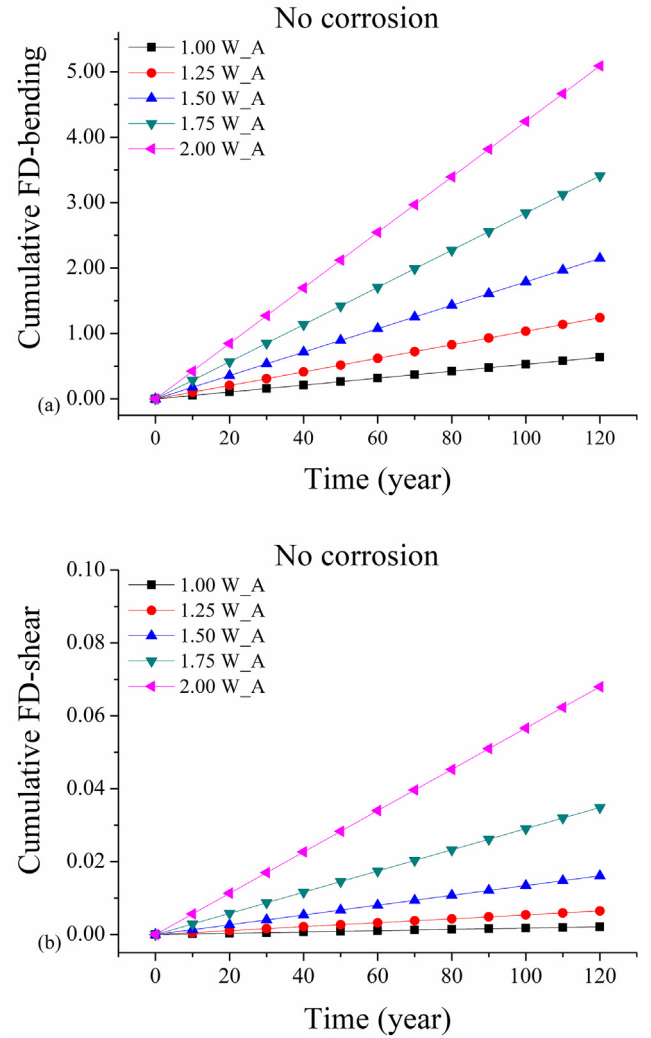 No corrosion
1.00 W_A
1.25 W_A
1.50 W_A
1.75 W_A
2.00 W_A
5.00
4.00
3.00
2.00
1.00
0.00
Cumulative FD-bending
(a)
0 20 40 60 80 100 120
Time (year)
No corrosion
1.00 W_A
1.25 W_A
1.50 W_A
1.75 W_A
2.00 W_A
0.10
0.08
0.06
0.04
0.02
0.00
Cumulative FD-shear
(b)
0 20 40 60 80 100 120
Time (year)